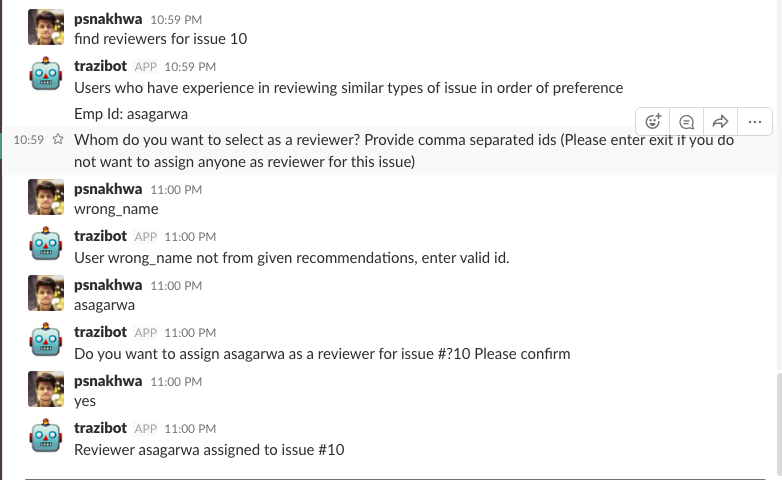 psnakhwa 10:59 PM
find reviewers for issue 10
trazibot APP 10:59 PM
Users who have experience in reviewing similar types of issue in order of preference
Emp Id: asagarwa
10:59 Whom do you want to select as a reviewer? Provide comma separated ids (Please enter exit if you do
not want to assign anyone as reviewer for this issue)
psnakhwa 11:00 PM
wrong_name
trazibot APP 11:00 PM
User wrong_name not from given recommendations, enter valid id.
psnakhwa 11:00 PM
asagarwa
trazibot APP 11:00 PM
Do you want to assign asagarwa as a reviewer for issue #?10 Please confirm
psnakhwa 11:00 PM
yes
trazibot APP 11:00 PM
Reviewer asagarwa assigned to issue #10